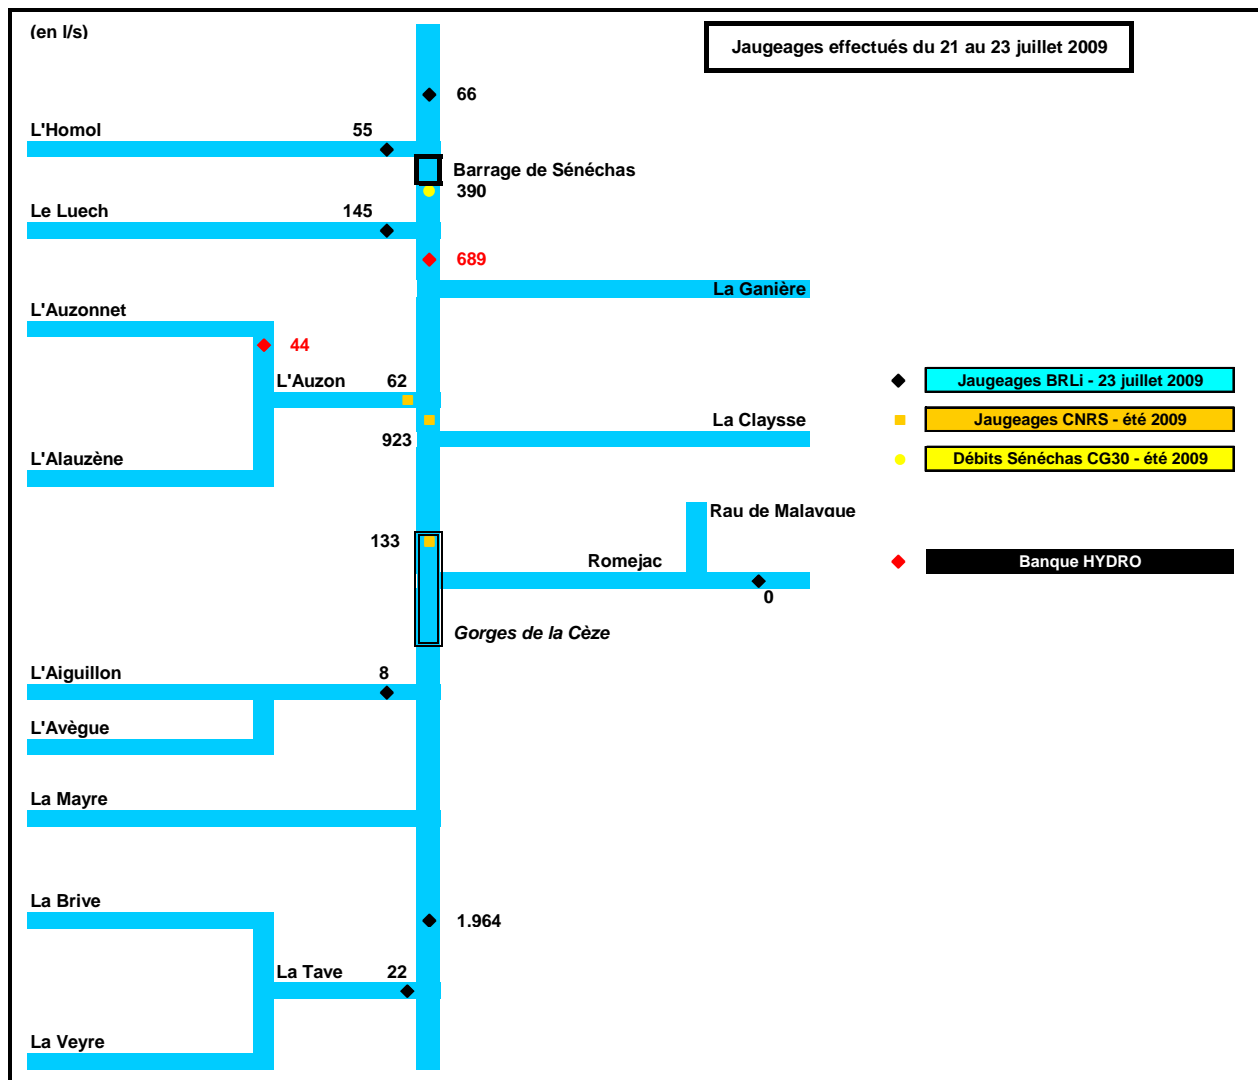 (en l/s)
Jaugeages effectués du 21 au 23 juillet 2009
66
L'Homol
55
Barrage de Sénéchas
390
Le Luech
145
689
La Ganière
L'Auzonnet
44
L'Auzon
62
Jaugeages BRLi - 23 juillet 2009
La Claysse
Jaugeages CNRS - été 2009
923
L'Alauzène
Débits Sénéchas CG30 - été 2009
Rau de Malaygue
133
Romejac
Banque HYDRO
0
Gorges de la Cèze
L'Aiguillon
8
L'Avègue
La Mayre
La Brive
1.964
La Tave
22
La Veyre